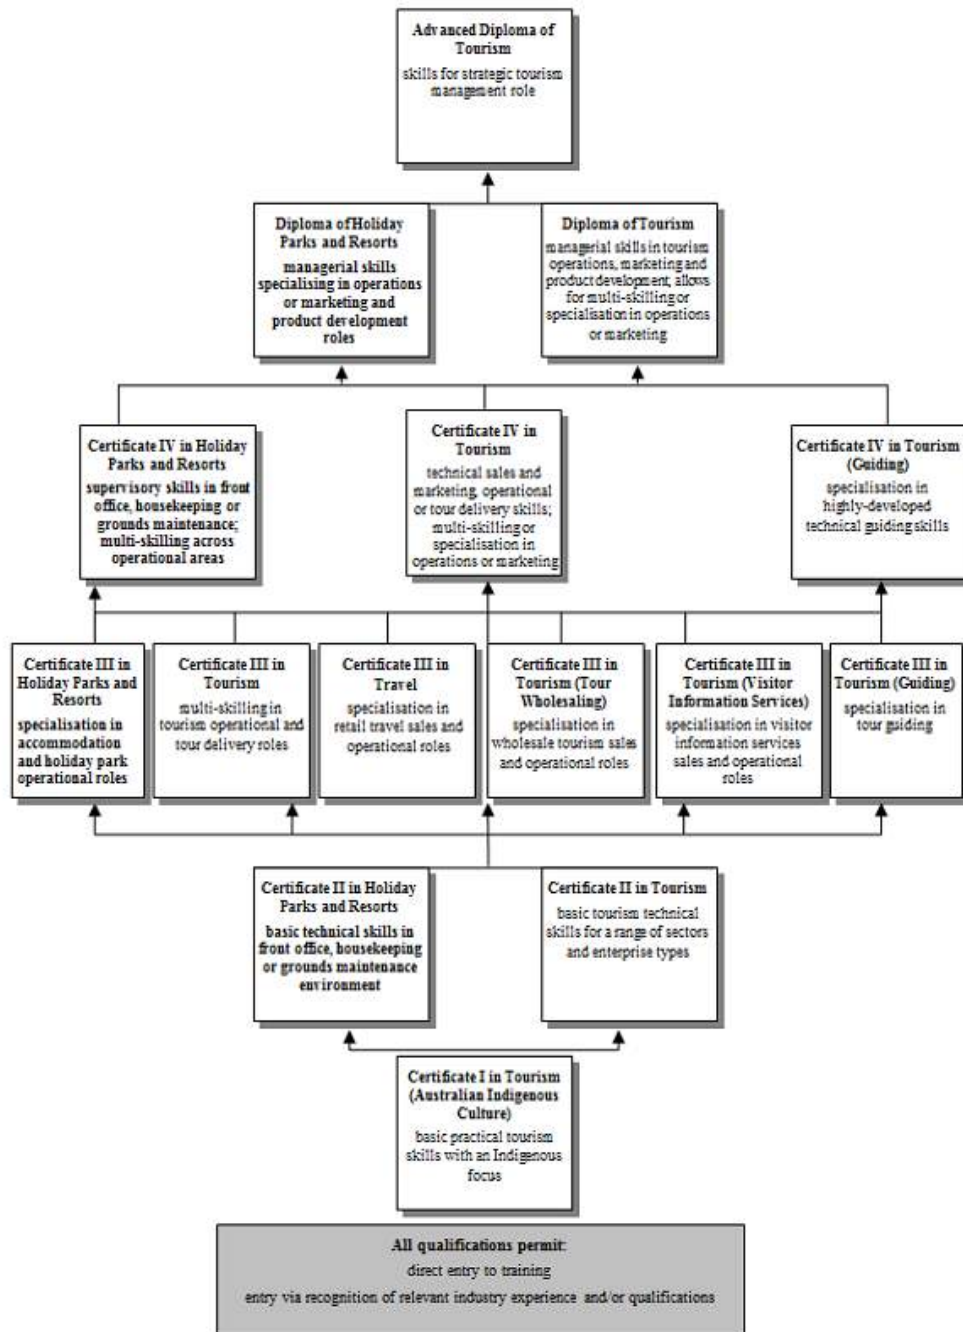 Advanced Diploma of
Tourism
skills for strategic tourism
management role
Diploma of Holiday
Parks and Resorts
managerial skills
specialising in operations
or marketing and
product development
roles
Diploma of Tourism
managerial skills in tourism
operations, marketing and
product development; allows
for multi-skilling or
specialisation in operations
or marketing
Certificate IV in Holiday
Parks and Resorts
supervisory skills in front
office, housekeeping or
grounds maintenance;
multi-skilling across
operational areas
Certificate IV in
Tourism
technical sales and
marketing, operational
or tour delivery skills;
multi-skilling or
specialisation in
operations or marketing
Certificate IV in Tourism
(Guiding)
specialisation in
highly-developed
technical guiding skills
Certificate III in
Holiday Parks and
Resorts
specialisation in
accommodation
and holiday park
operational roles
Certificate III in
Tourism
multi-skilling in
tourism operational and
tour delivery roles
Certificate III in
Travel
specialisation in
retail travel sales and
operational roles
Certificate III in
Tourism (Tour
Wholesaling)
specialisation in
wholesale tourism sales
and operational roles
Certificate III in
Tourism (Visitor
Information Services)
specialisation in visitor
information services
sales and operational
roles
Certificate III in
Tourism (Guiding)
specialisation in
tour guiding
Certificate II in Holiday
Parks and Resorts
basic technical skills in
front office, housekeeping
or grounds maintenance
environment
Certificate II in Tourism
basic tourism technical
skills for a range of sectors
and enterprise types
Certificate I in Tourism
(Australian Indigenous
Culture)
basic practical tourism
skills with an Indigenous
focus
All qualifications permit:
direct entry to training
entry via recognition of relevant industry experience and/or qualifications